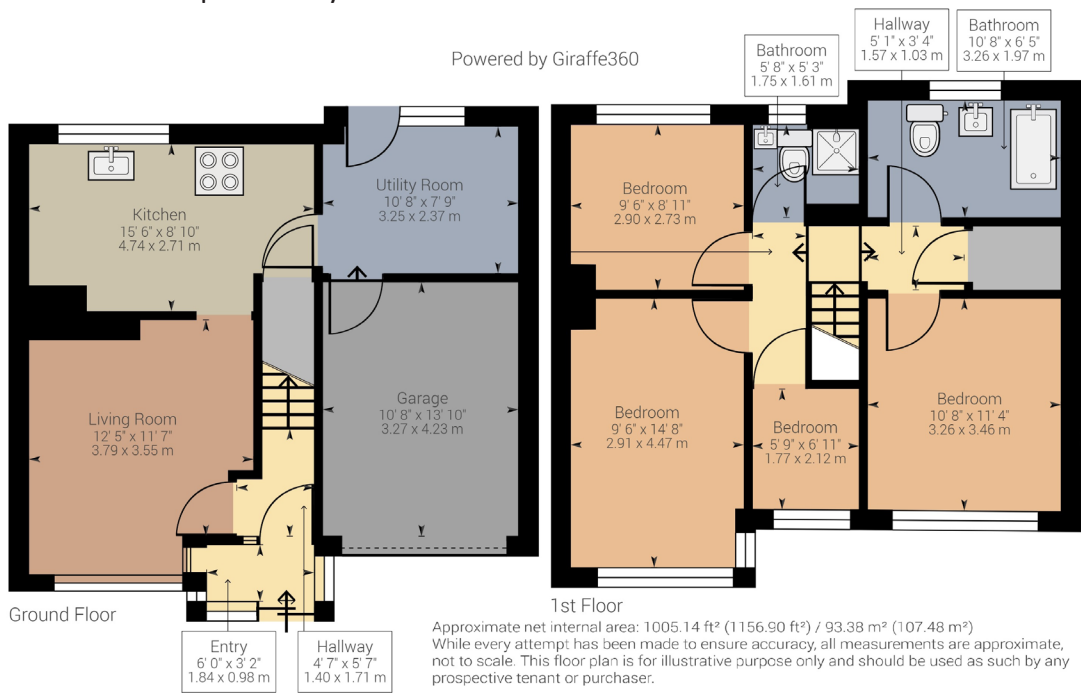 Powered by Giraffe360
Kitchen
15' 6" x 8' 10"
4.74 x 2.71 m
Utility Room
10' 8" x 7' 9"
3.25 x 2.37 m
Living Room
12' 5" x 11' 7"
3.79 x 3.55 m
Garage
10' 8" x 13' 10"
3.27 x 4.23 m
Ground Floor
Entry
6' 0" x 3' 2"
1.84 x 0.98 m
Hallway
4' 7" x 5' 7"
1.40 x 1.71 m
Bathroom
5' 8" x 5' 3"
1.75 x 1.61 m
Hallway
5' 1" x 3' 4"
1.57 x 1.03 m
Bathroom
10' 8" x 6' 5"
3.26 x 1.97 m
Bedroom
9' 6" x 8' 11"
2.90 x 2.73 m
Bedroom
9' 6" x 14' 8"
2.91 x 4.47 m
Bedroom
5' 9" x 6' 11"
1.77 x 2.12 m
Bedroom
10' 8" x 11' 4"
3.26 x 3.46 m
1st Floor
Approximate net internal area: 1005.14 ft² (1156.90 ft²) / 93.38 m² (107.48 m²)
While every attempt has been made to ensure accuracy, all measurements are approximate,
not to scale. This floor plan is for illustrative purpose only and should be used as such by any
prospective tenant or purchaser.